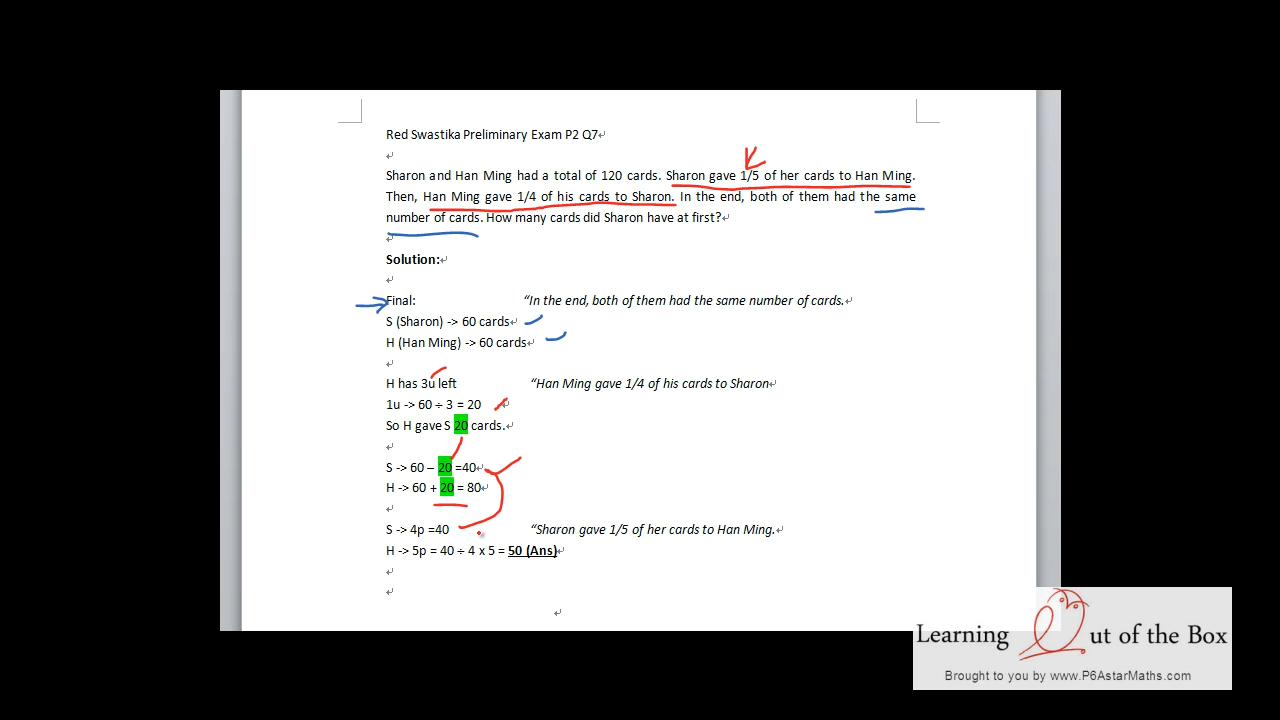 Red Swastika Preliminary Exam P2 Q7
Sharon and Han Ming had a total of 120 cards. Sharon gave 1/5 of her cards to Han Ming.
Then, Han Ming gave 1/4 of his cards to Sharon. In the end, both of them had the same
number of cards. How many cards did Sharon have at first?
Solution:
Final: “In the end, both of them had the same number of cards.
S (Sharon) -> 60 cards
H (Han Ming) -> 60 cards
H has 3u left “Han Ming gave 1/4 of his cards to Sharon
1u -> 60 ÷ 3 = 20
So H gave S 20 cards.
S -> 60 – 20 =40
H -> 60 + 20 = 80
S -> 4p =40 “Sharon gave 1/5 of her cards to Han Ming.
H -> 5p = 40 ÷ 4 x 5 = 50 (Ans)
Learning Out of the Box
Brought to you by www.P6AstarMaths.com